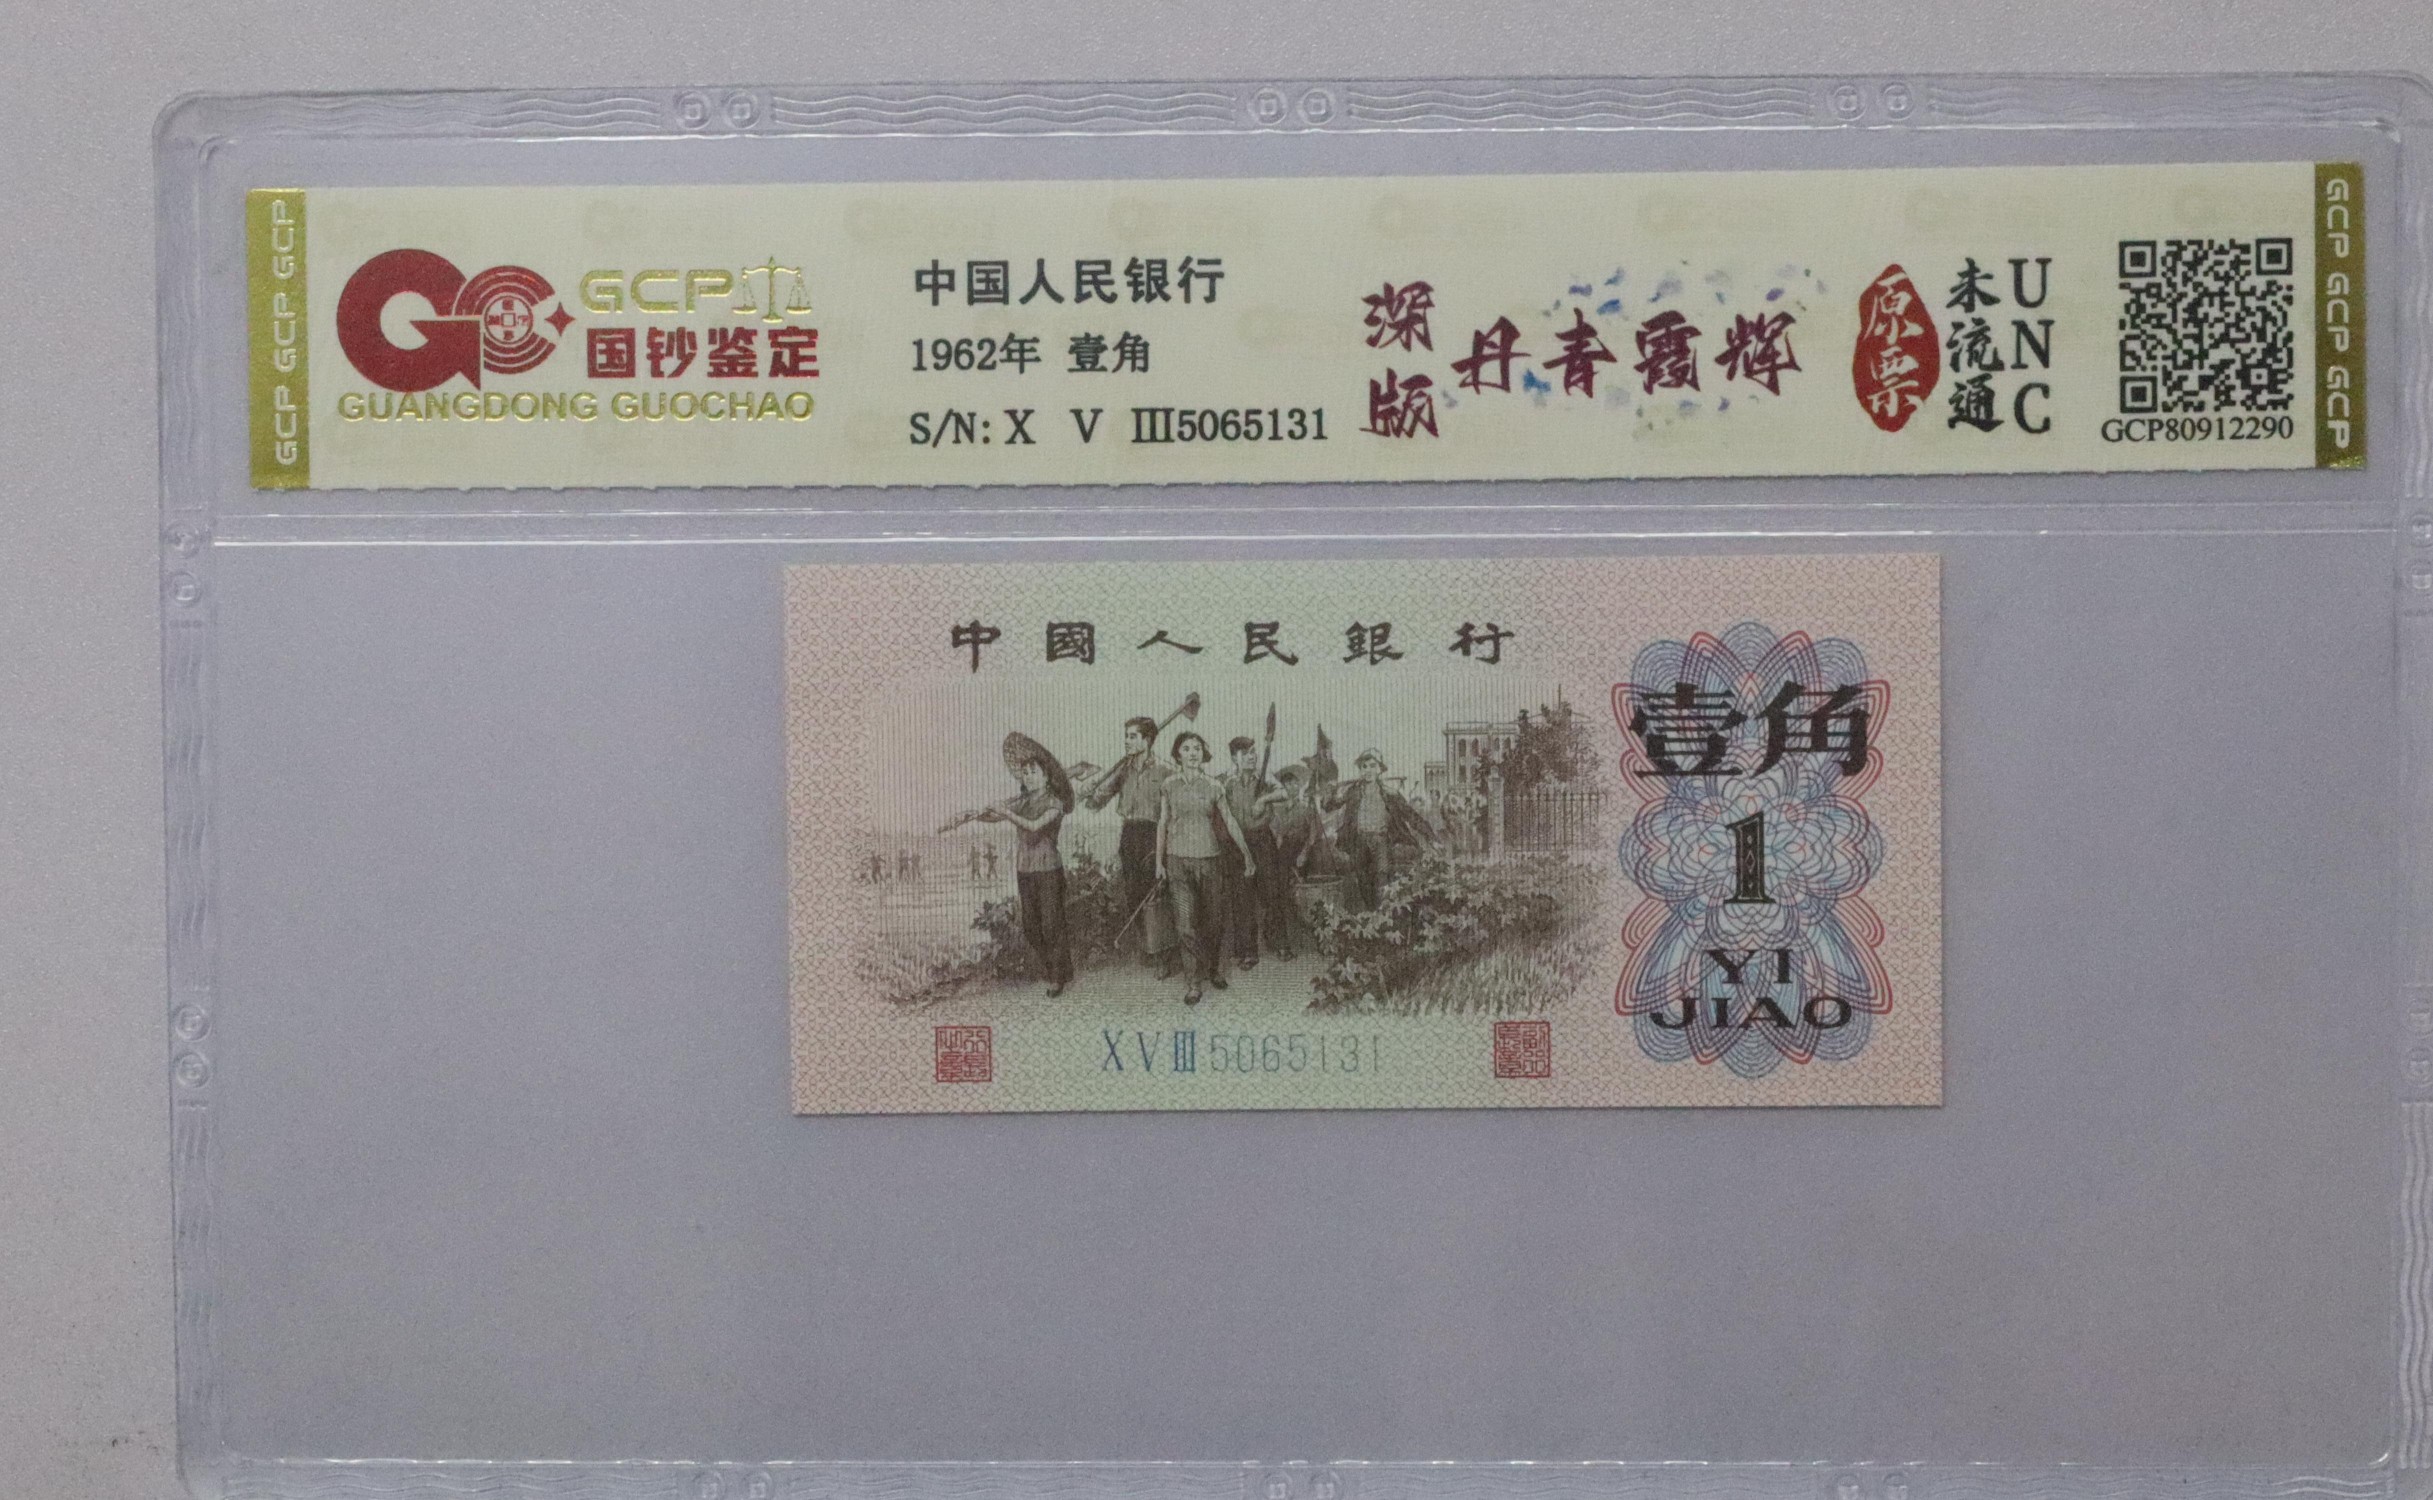 GCP GCP GCP
GCP
国钞鉴定
GUANGDONG GUOCHAO
中国人民银行
1962年 壹角
S/N: X V Ⅲ5065131
深版
丹青霞辉
原票
未流通
UNC
GCP80912290
GCP GCP GCP
中國人民銀行
壹角
1
YI
JIAO
X V Ⅲ 5065131